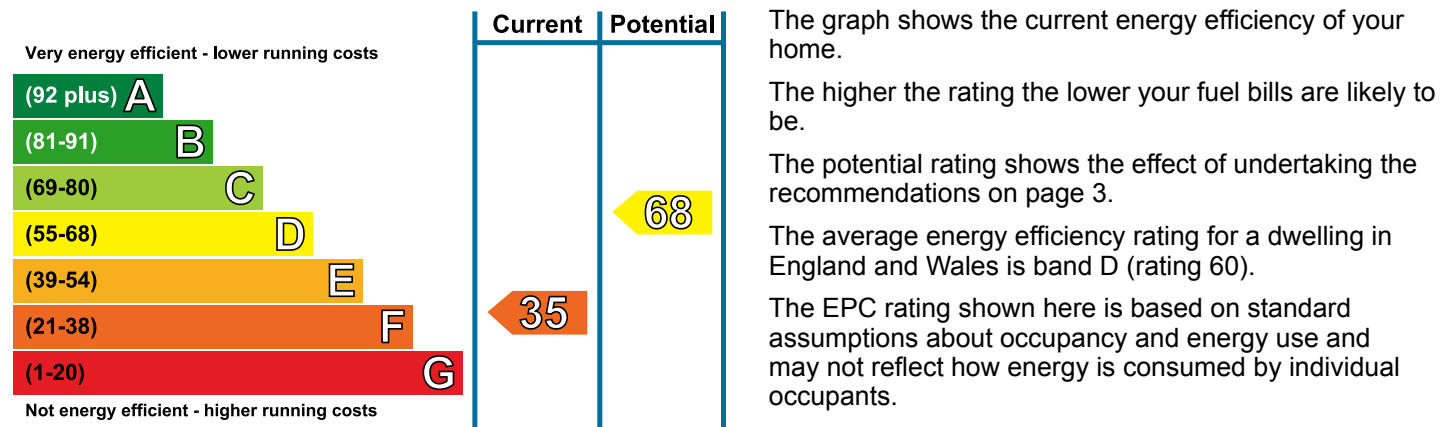 Current Potential
Very energy efficient - lower running costs
(92 plus) A
(81-91) B
(69-80) C
(55-68) D
68
(39-54) E
(21-38) F
35
(1-20) G
Not energy efficient - higher running costs
The graph shows the current energy efficiency of your
home.
The higher the rating the lower your fuel bills are likely to
be.
The potential rating shows the effect of undertaking the
recommendations on page 3.
The average energy efficiency rating for a dwelling in
England and Wales is band D (rating 60).
The EPC rating shown here is based on standard
assumptions about occupancy and energy use and
may not reflect how energy is consumed by individual
occupants.